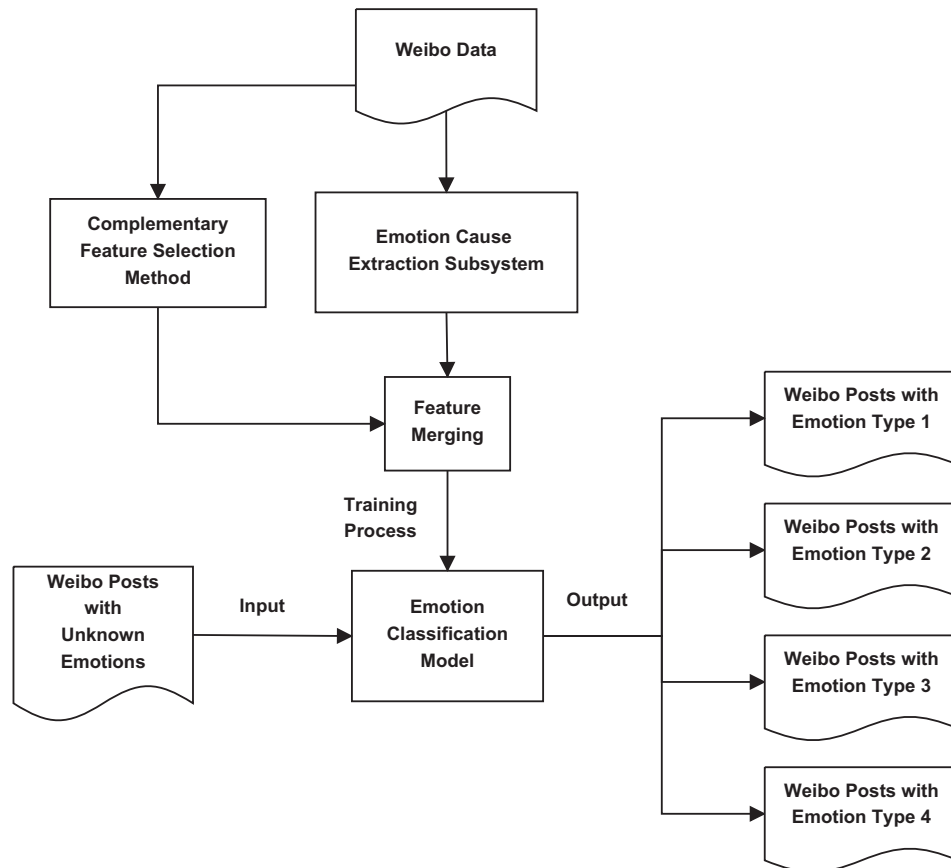 Weibo Data
Complementary
Feature Selection
Method
Emotion Cause
Extraction Subsystem
Feature
Merging
Training
Process
Weibo Posts
with
Unknown
Emotions
Input
Emotion
Classification
Model
Output
Weibo Posts with
Emotion Type 1
Weibo Posts with
Emotion Type 2
Weibo Posts with
Emotion Type 3
Weibo Posts with
Emotion Type 4